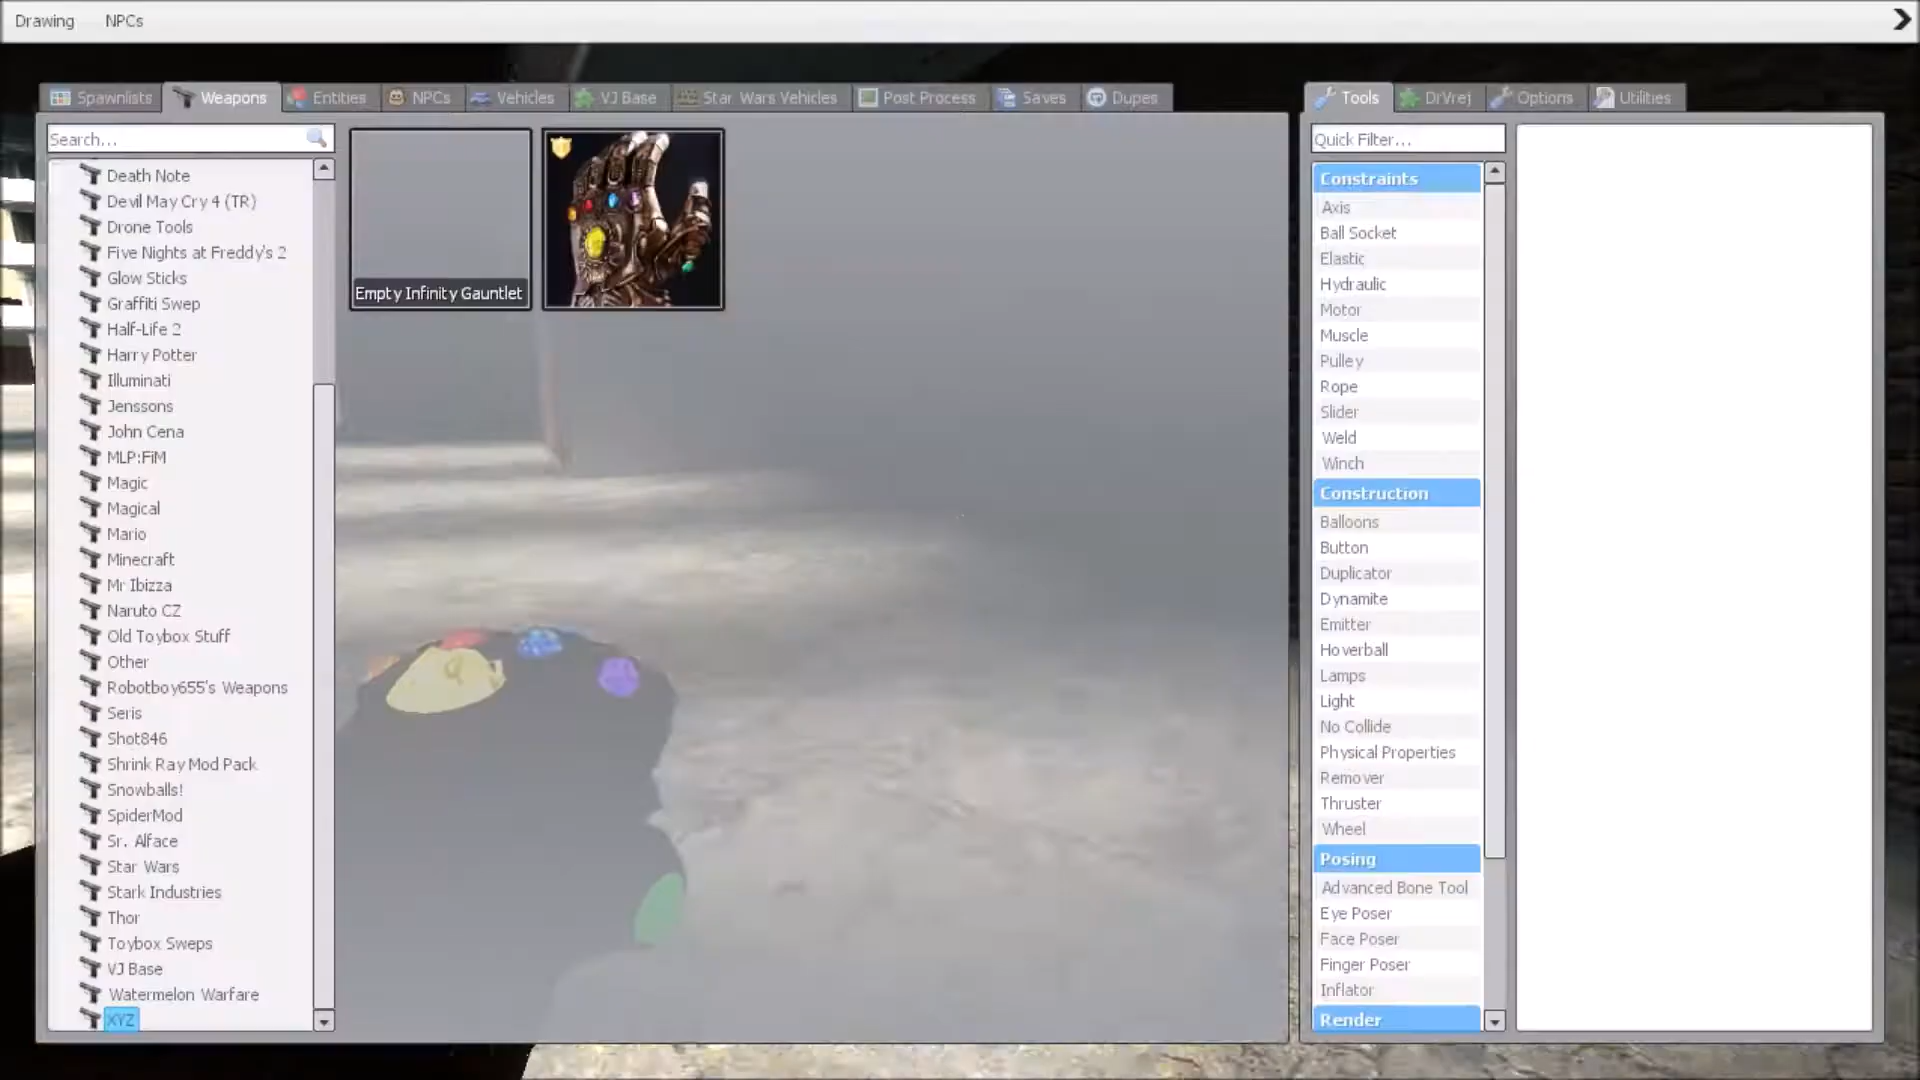 Drawing NPCs
Spawnlists Weapons Entities NPCs Vehicles VJ Base Star Wars Vehicles Post Process Saves Dupes
Search...
Death Note
Devil May Cry 4 (TR)
Drone Tools
Five Nights at Freddy's 2
Glow Sticks
Graffiti Swep
Half-Life 2
Harry Potter
Illuminati
Jenssons
John Cena
MLP:FiM
Magic
Magical
Mario
Minecraft
Mr Ibizza
Naruto CZ
Old Toybox Stuff
Other
Robotboy655's Weapons
Seris
Shot846
Shrink Ray Mod Pack
Snowballs!
SpiderMod
Sr. Alface
Star Wars
Stark Industries
Thor
Toybox Sweps
VJ Base
Watermelon Warfare
XYZ
Empty Infinity Gauntlet
Tools DrVrej Options Utilities
Quick Filter...
Constraints
Axis
Ball Socket
Elastic
Hydraulic
Motor
Muscle
Pulley
Rope
Slider
Weld
Winch
Construction
Balloons
Button
Duplicator
Dynamite
Emitter
Hoverball
Lamps
Light
No Collide
Physical Properties
Remover
Thruster
Wheel
Posing
Advanced Bone Tool
Eye Poser
Face Poser
Finger Poser
Inflator
Render